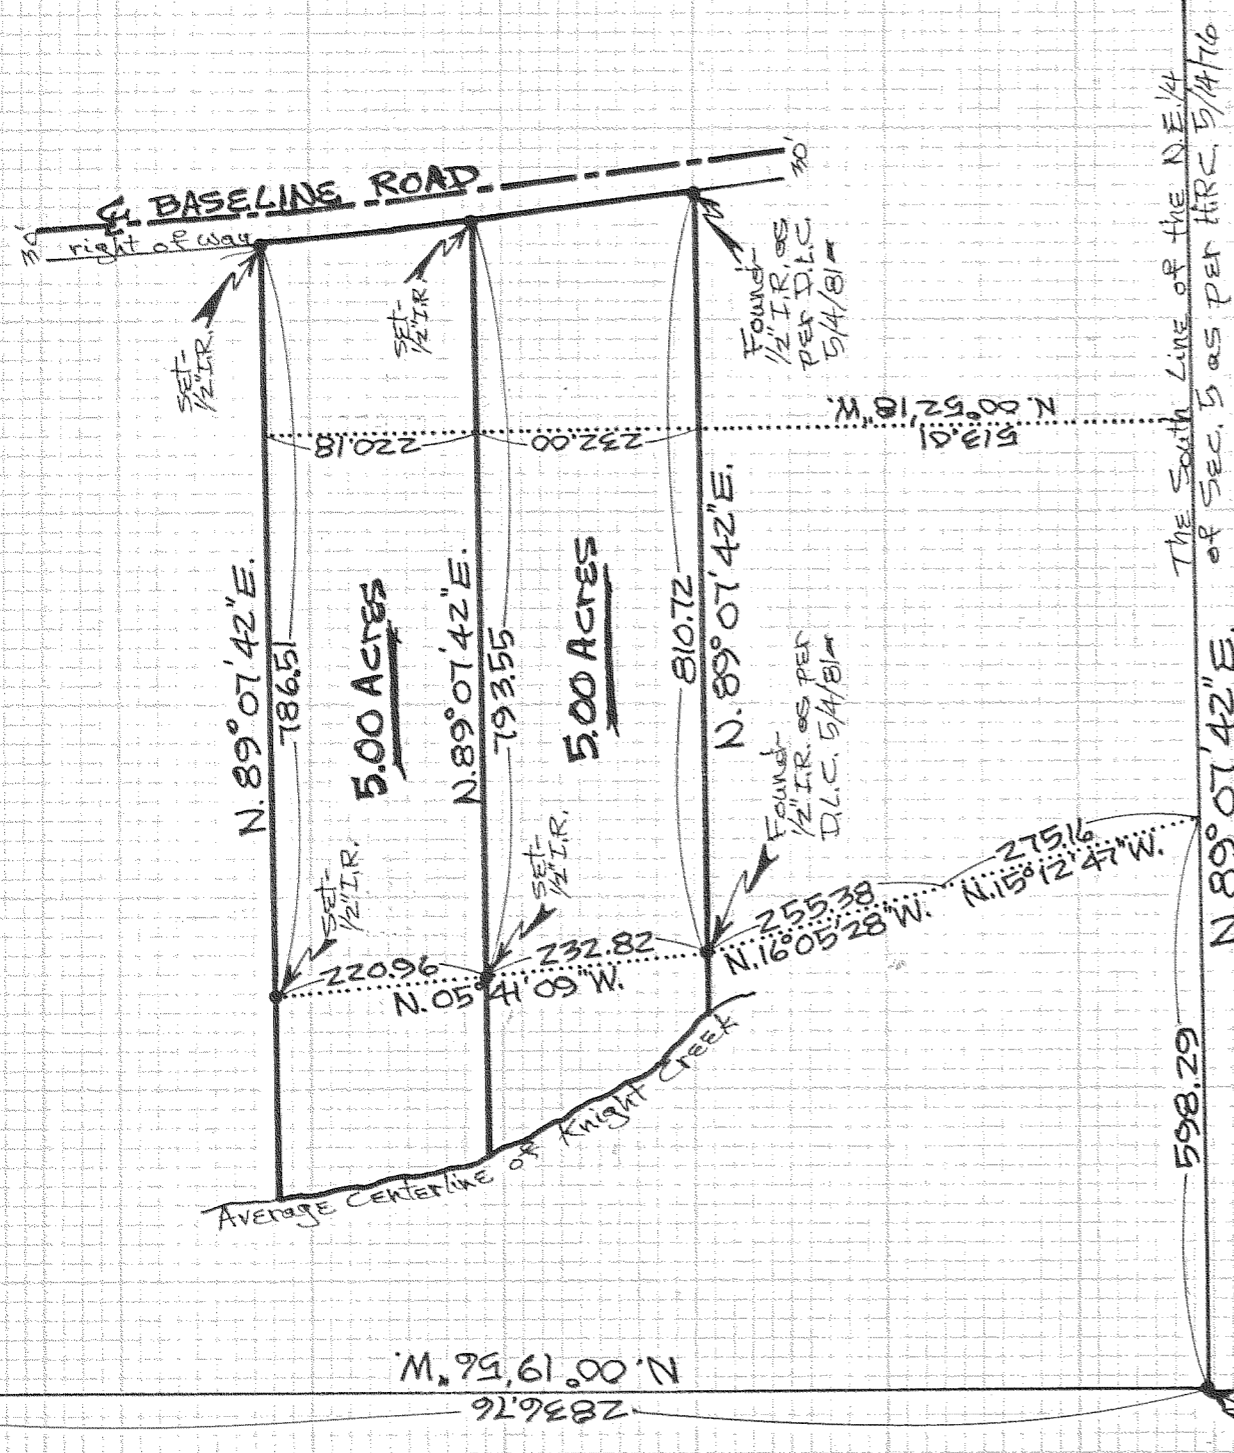 The South Line of the N.E.1/4
of Sec. 5 as per H.R.C. 5/4/76
℄ BASELINE ROAD
30'
30'
right of way
Set-
1/2" I.R.
Set-
1/2" I.R.
Found-
1/2" I.R. as
per D.L.C.
5/4/81
N. 00° 52' 18" W.
220.18
232.00
513.01
N. 89° 07' 42" E.
786.51
5.00 Acres
N. 89° 07' 42" E.
793.55
5.00 Acres
810.72
N. 89° 07' 42" E.
Found-
1/2" I.R. as per
D.L.C. 5/4/81
N. 89° 07' 42" E.
Set-
1/2" I.R.
Set-
1/2" I.R.
275.16
N. 15° 12' 47" W.
255.38
N. 16° 05' 28" W.
232.82
220.96
N. 05° 41' 09" W.
598.29
Average Centerline of Knight Creek
N. 00° 19' 56" W.
2836.76